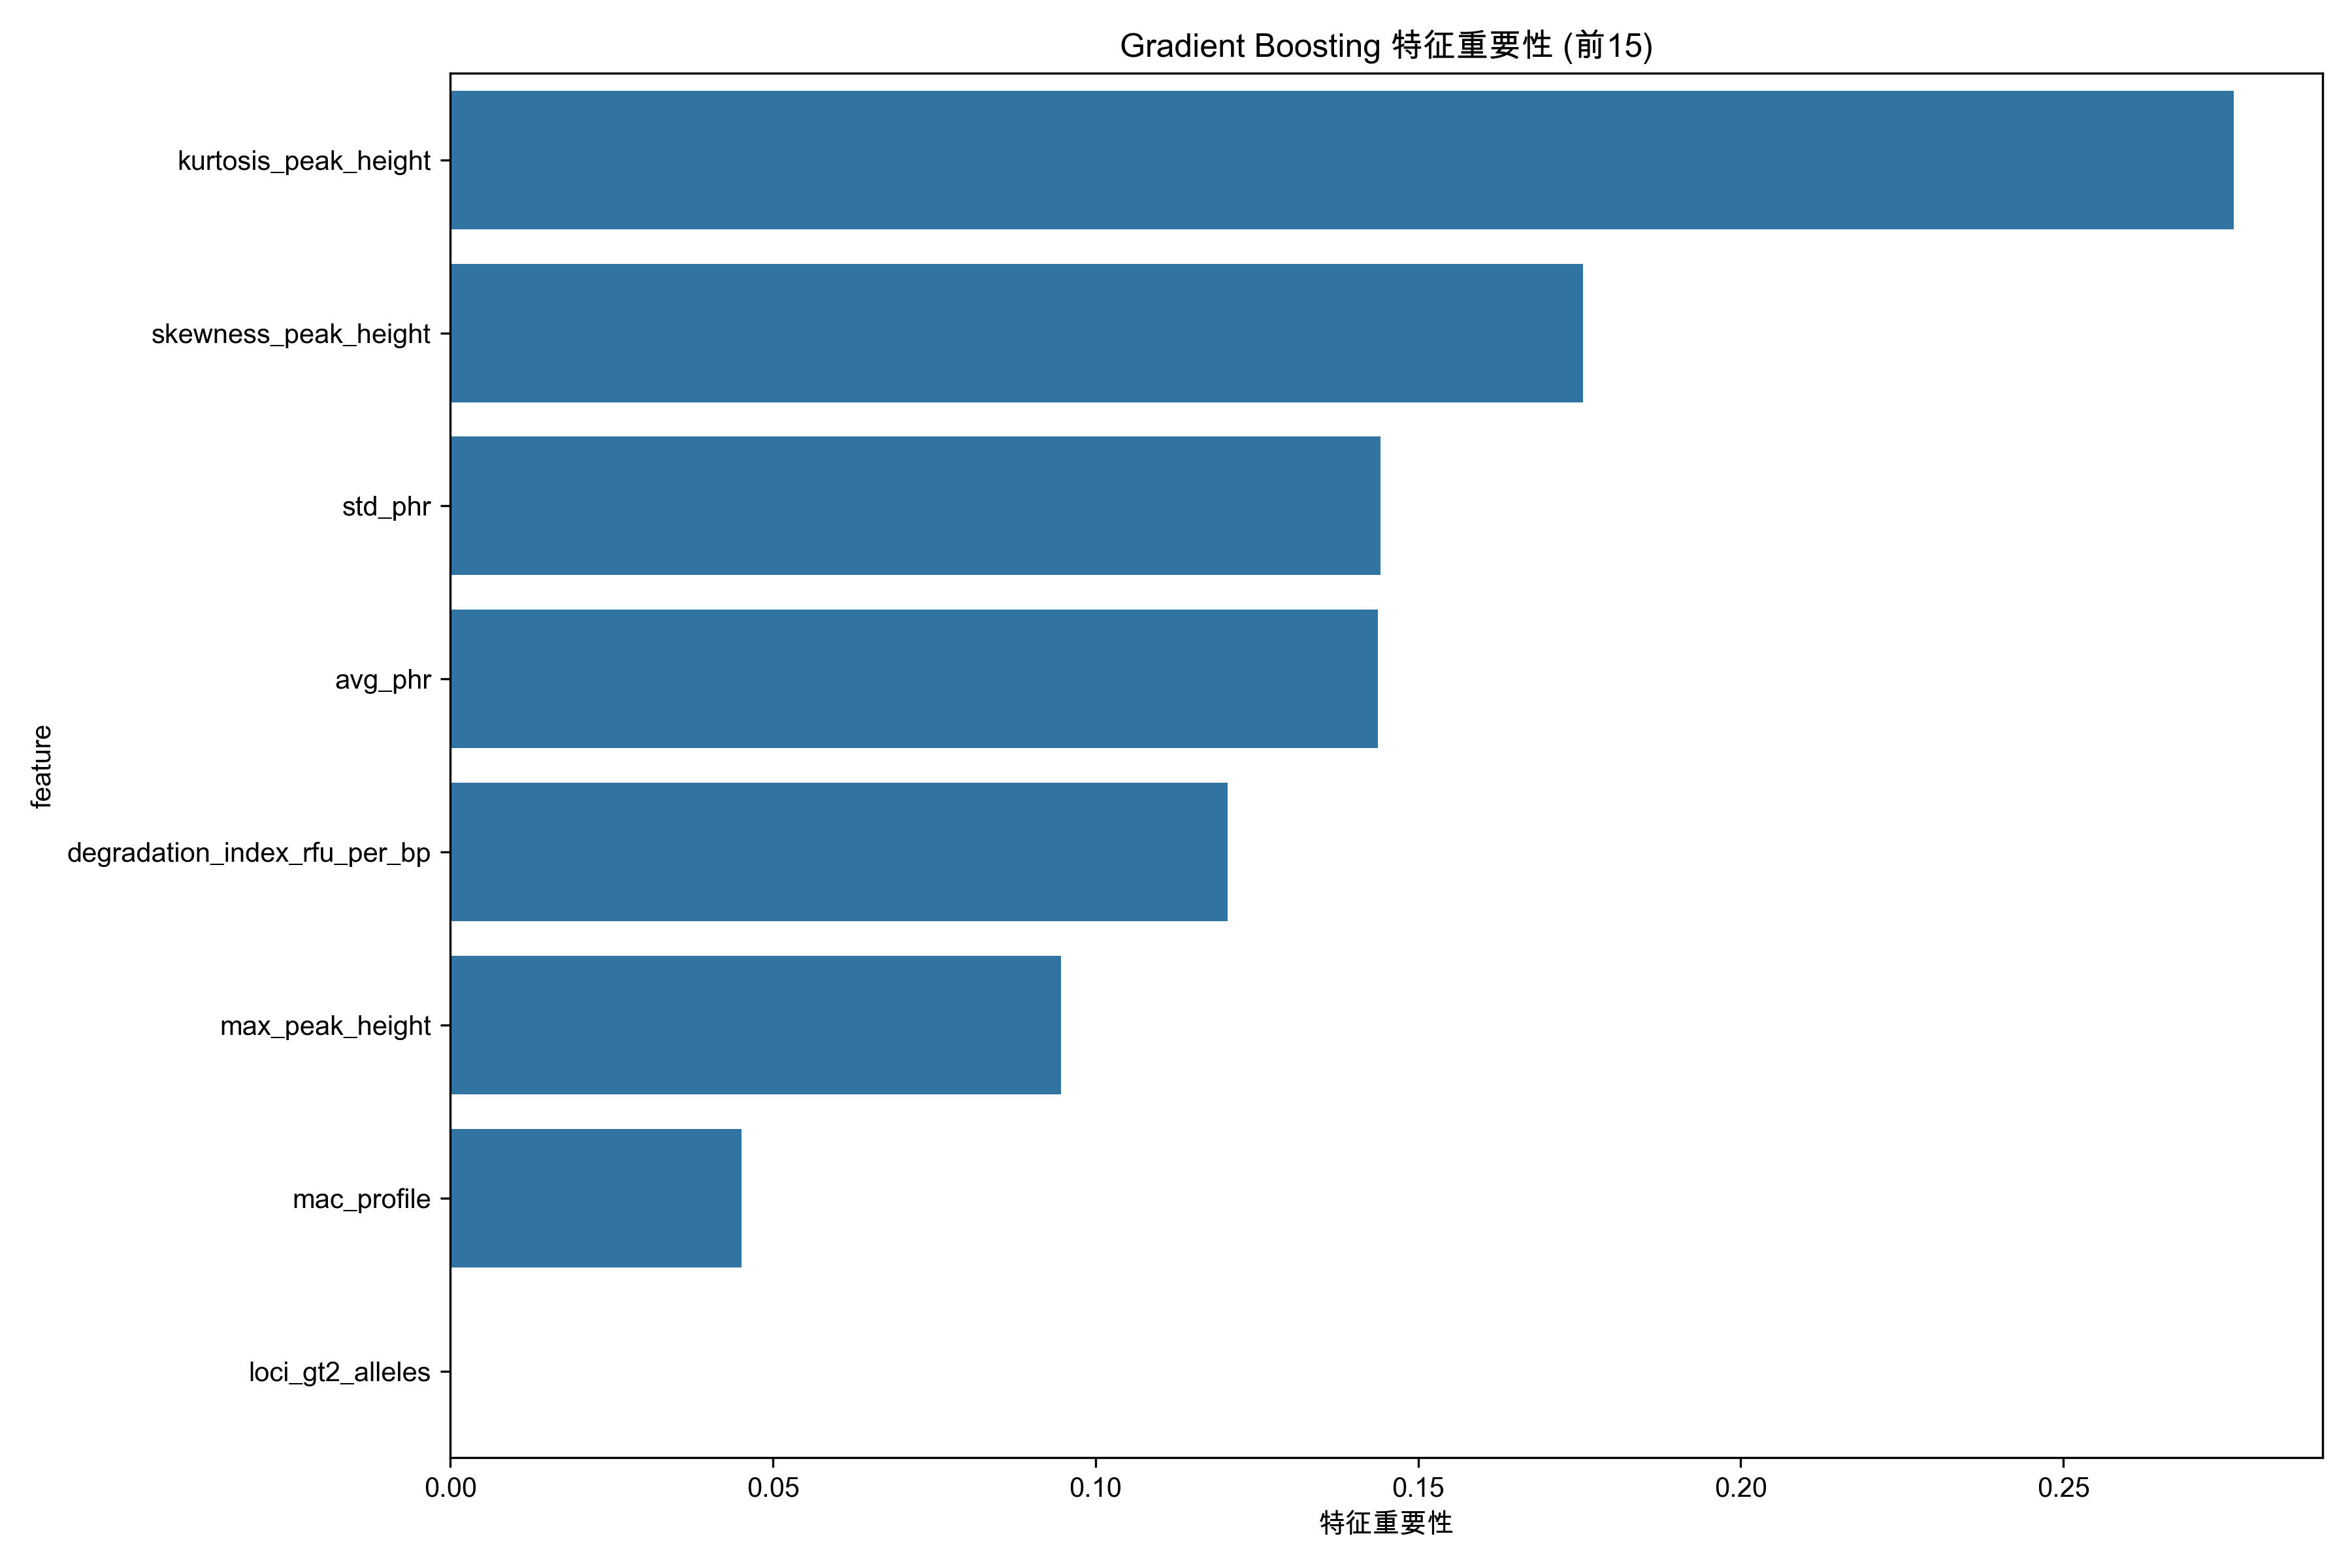 Gradient Boosting 特征重要性 (前15)
kurtosis_peak_height
skewness_peak_height
std_phr
avg_phr
degradation_index_rfu_per_bp
max_peak_height
mac_profile
loci_gt2_alleles
feature
0.00 0.05 0.10 0.15 0.20 0.25
特征重要性